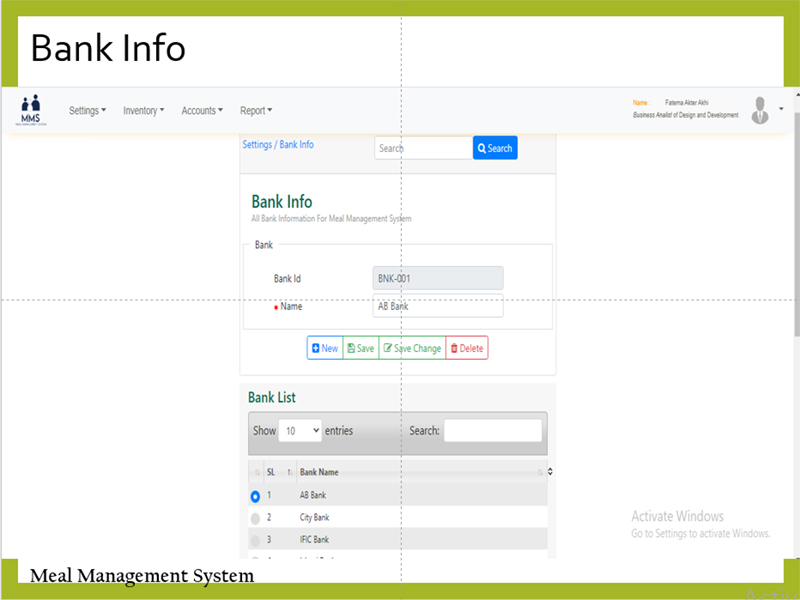 Bank Info
MMS
Settings
Inventory
Accounts
Report
Name: Fatema Akter Akhi
Business Analist of Design and Development
Settings / Bank Info
Search
Search
Bank Info
All Bank Information For Meal Management System
Bank
Bank Id BNK-001
Name AB Bank
New Save Save Change Delete
Bank List
Show 10 entries Search:
SL Bank Name
1 AB Bank
2 City Bank
3 IFIC Bank
Activate Windows
Go to Settings to activate Windows.
Meal Management System